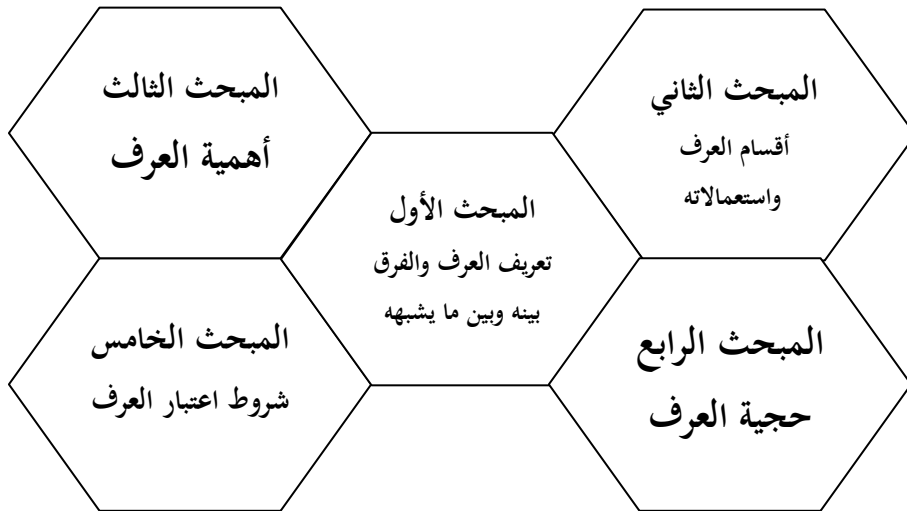 المبحث الأول
تعريف العرف والفرق
بينه وبين ما يشبهه
المبحث الثاني
أقسام العرف
واستعمالاته
المبحث الثالث
أهمية العرف
المبحث الرابع
حجية العرف
المبحث الخامس
شروط اعتبار العرف